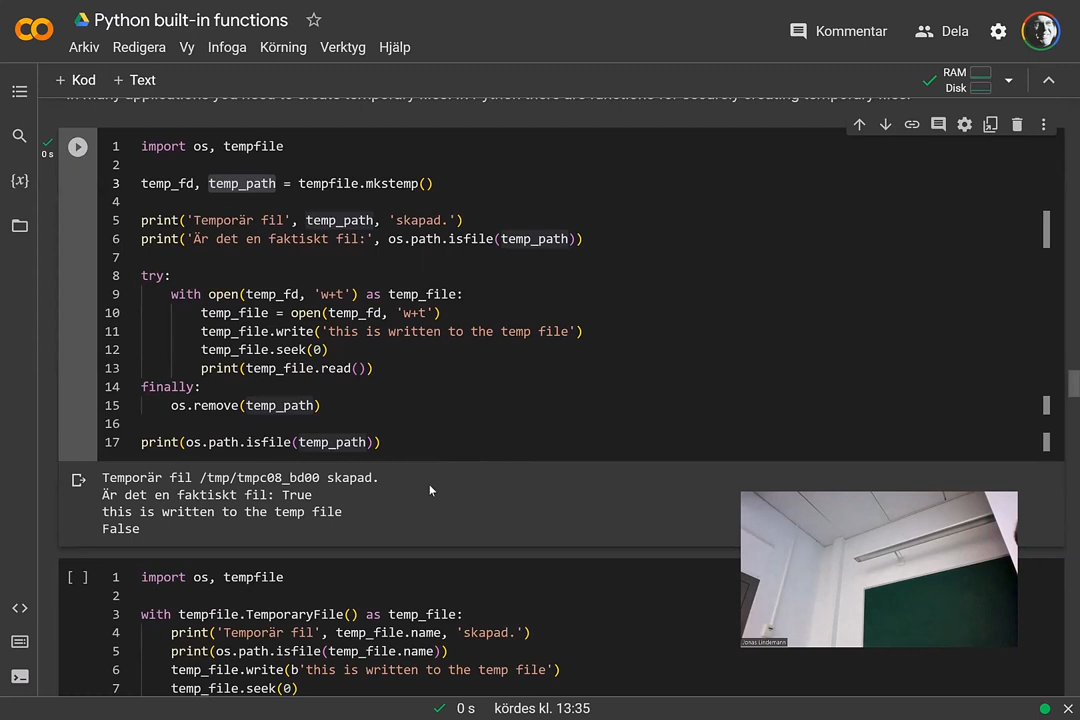 Python built-in functions
Arkiv Redigera Vy Infoga Körning Verktyg Hjälp
Kommentar
Dela
+ Kod + Text
RAM
Disk
In many applications you need to create temporary files. In Python there are functions for securely creating temporary files.
0 s
1 import os, tempfile
2
3 temp_fd, temp_path = tempfile.mkstemp()
4
5 print('Temporär fil', temp_path, 'skapad.')
6 print('Är det en faktiskt fil:', os.path.isfile(temp_path))
7
8 try:
9 with open(temp_fd, 'w+t') as temp_file:
10 temp_file = open(temp_fd, 'w+t')
11 temp_file.write('this is written to the temp file')
12 temp_file.seek(0)
13 print(temp_file.read())
14 finally:
15 os.remove(temp_path)
16
17 print(os.path.isfile(temp_path))
Temporär fil /tmp/tmpc08_bd00 skapad.
Är det en faktiskt fil: True
this is written to the temp file
False
[ ] 1 import os, tempfile
2
3 with tempfile.TemporaryFile() as temp_file:
4 print('Temporär fil', temp_file.name, 'skapad.')
5 print(os.path.isfile(temp_file.name))
6 temp_file.write(b'this is written to the temp file')
7 temp_file.seek(0)
Jonas Lindemann
0 s kördes kl. 13:35